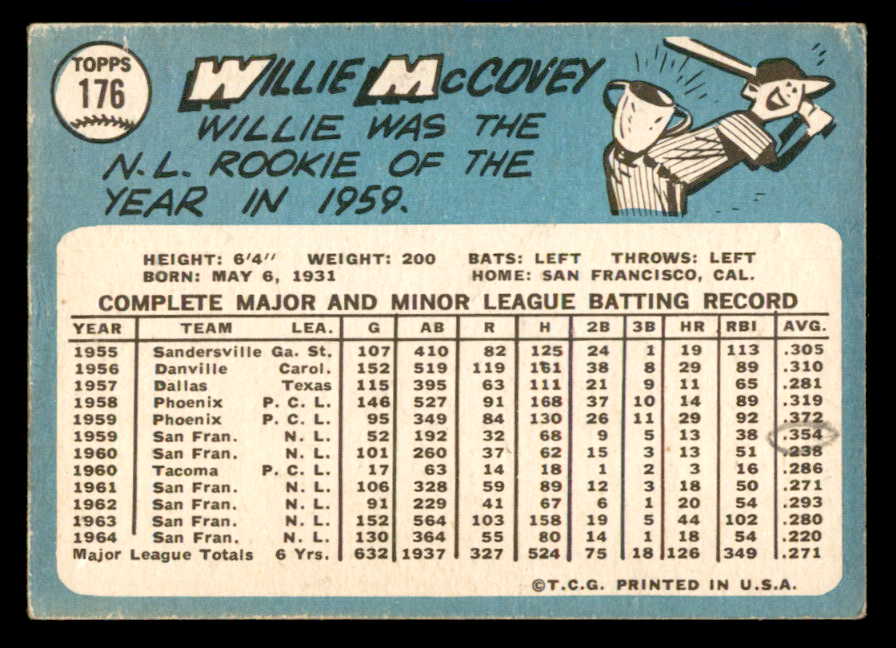 TOPPS
176
WILLIE McCOVEY
WILLIE WAS THE
N.L. ROOKIE OF THE
YEAR IN 1959.
HEIGHT: 6'4" WEIGHT: 200 BATS: LEFT THROWS: LEFT
BORN: MAY 6, 1931 HOME: SAN FRANCISCO, CAL.
COMPLETE MAJOR AND MINOR LEAGUE BATTING RECORD
YEAR TEAM LEA. G AB R H 2B 3B HR RBI AVG.
1955 Sandersville Ga. St. 107 410 82 125 24 1 19 113 .305
1956 Danville Carol. 152 519 119 161 38 8 29 89 .310
1957 Dallas Texas 115 395 63 111 21 9 11 65 .281
1958 Phoenix P. C. L. 146 527 91 168 37 10 14 89 .319
1959 Phoenix P. C. L. 95 349 84 130 26 11 29 92 .372
1959 San Fran. N. L. 52 192 32 68 9 5 13 38 .354
1960 San Fran. N. L. 101 260 37 62 15 3 13 51 .238
1960 Tacoma P. C. L. 17 63 14 18 1 2 3 16 .286
1961 San Fran. N. L. 106 328 59 89 12 3 18 50 .271
1962 San Fran. N. L. 91 229 41 67 6 1 20 54 .293
1963 San Fran. N. L. 152 564 103 158 19 5 44 102 .280
1964 San Fran. N. L. 130 364 55 80 14 1 18 54 .220
Major League Totals 6 Yrs. 632 1937 327 524 75 18 126 349 .271
©T.C.G. PRINTED IN U.S.A.